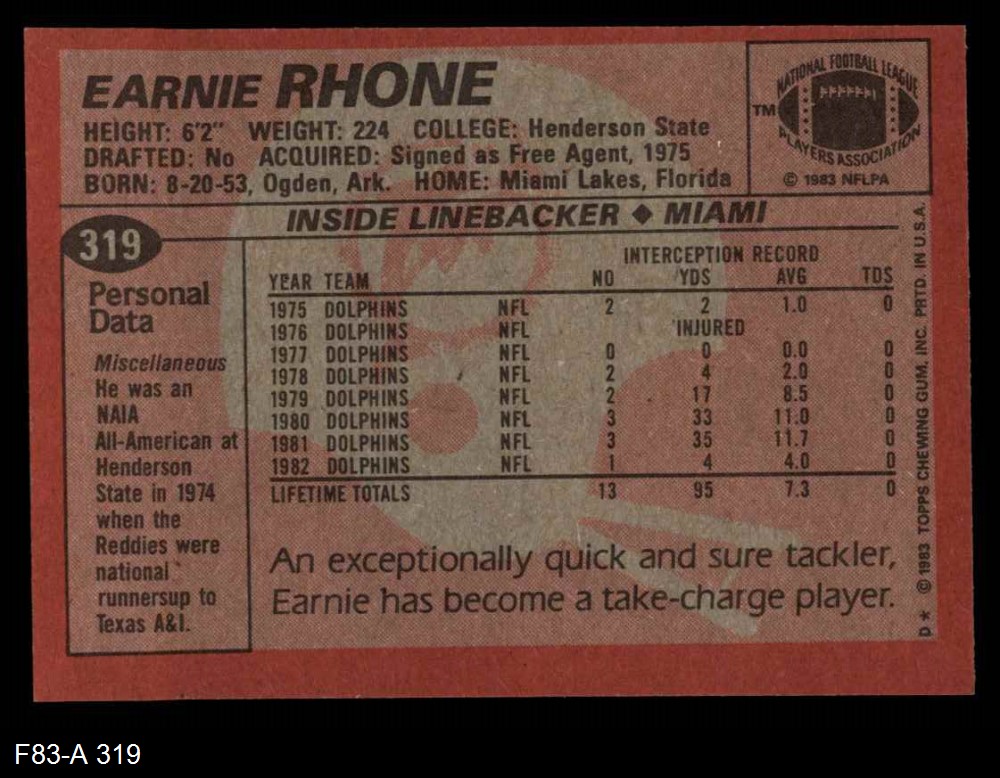 EARNIE RHONE
HEIGHT: 6'2" WEIGHT: 224 COLLEGE: Henderson State
DRAFTED: No ACQUIRED: Signed as Free Agent, 1975
BORN: 8-20-53, Ogden, Ark. HOME: Miami Lakes, Florida
NATIONAL FOOTBALL LEAGUE
TM
PLAYERS ASSOCIATION
© 1983 NFLPA
INSIDE LINEBACKER ◆ MIAMI
319
Personal
Data
Miscellaneous
He was an
NAIA
All-American at
Henderson
State in 1974
when the
Reddies were
national
runnersup to
Texas A&I.
INTERCEPTION RECORD
YEAR TEAM NO YDS AVG TDS
1975 DOLPHINS NFL 2 2 1.0 0
1976 DOLPHINS NFL INJURED
1977 DOLPHINS NFL 0 0 0.0 0
1978 DOLPHINS NFL 2 4 2.0 0
1979 DOLPHINS NFL 2 17 8.5 0
1980 DOLPHINS NFL 3 33 11.0 0
1981 DOLPHINS NFL 3 35 11.7 0
1982 DOLPHINS NFL 1 4 4.0 0
LIFETIME TOTALS 13 95 7.3 0
An exceptionally quick and sure tackler,
Earnie has become a take-charge player.
D* © 1983 TOPPS CHEWING GUM, INC. PRTD. IN U.S.A.
F83-A 319